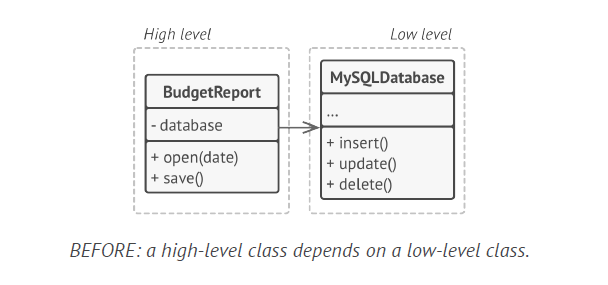 High level
Low level
BudgetReport
- database
+ open(date)
+ save()
MySQLDatabase
...
+ insert()
+ update()
+ delete()
BEFORE: a high-level class depends on a low-level class.